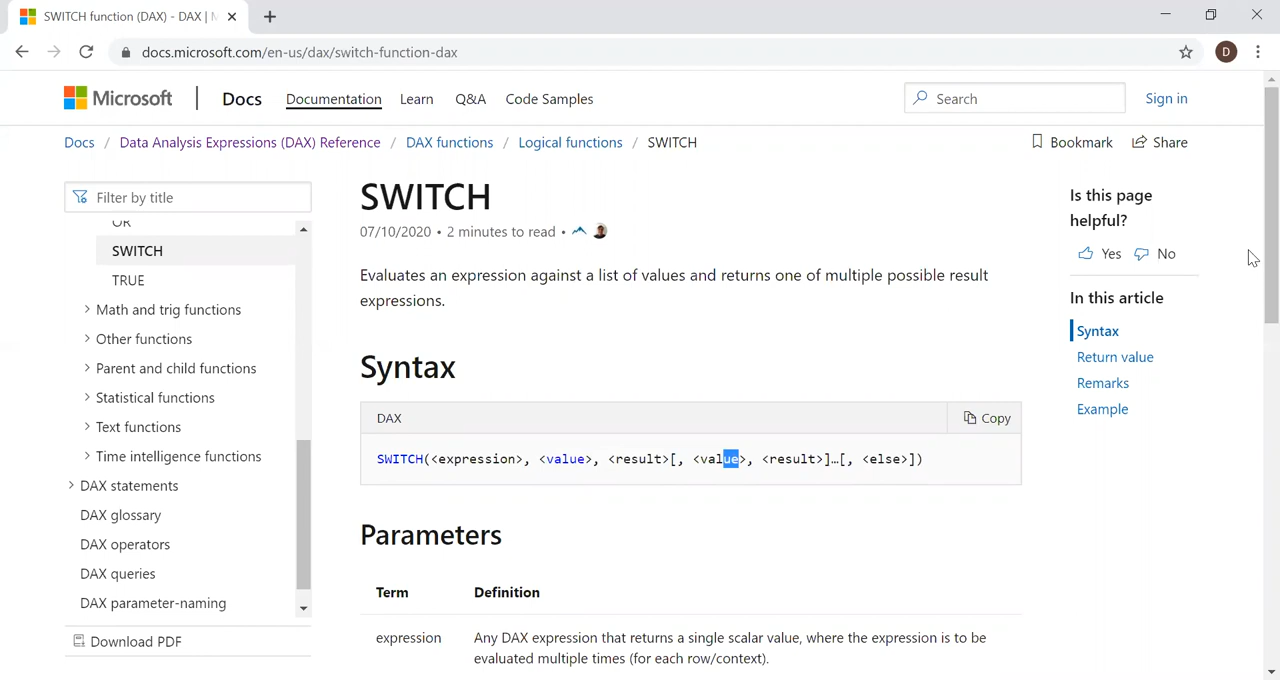 SWITCH function (DAX) - DAX | M
docs.microsoft.com/en-us/dax/switch-function-dax
D
Microsoft
Docs
Documentation
Learn
Q&A
Code Samples
Search
Sign in
Docs / Data Analysis Expressions (DAX) Reference / DAX functions / Logical functions / SWITCH
Bookmark
Share
Filter by title
OR
SWITCH
TRUE
Math and trig functions
Other functions
Parent and child functions
Statistical functions
Text functions
Time intelligence functions
DAX statements
DAX glossary
DAX operators
DAX queries
DAX parameter-naming
Download PDF
SWITCH
07/10/2020 • 2 minutes to read •
Evaluates an expression against a list of values and returns one of multiple possible result
expressions.
Syntax
DAX
Copy
SWITCH(<expression>, <value>, <result>[, <value>, <result>]…[, <else>])
Parameters
Term Definition
expression Any DAX expression that returns a single scalar value, where the expression is to be
evaluated multiple times (for each row/context).
Is this page
helpful?
Yes No
In this article
Syntax
Return value
Remarks
Example